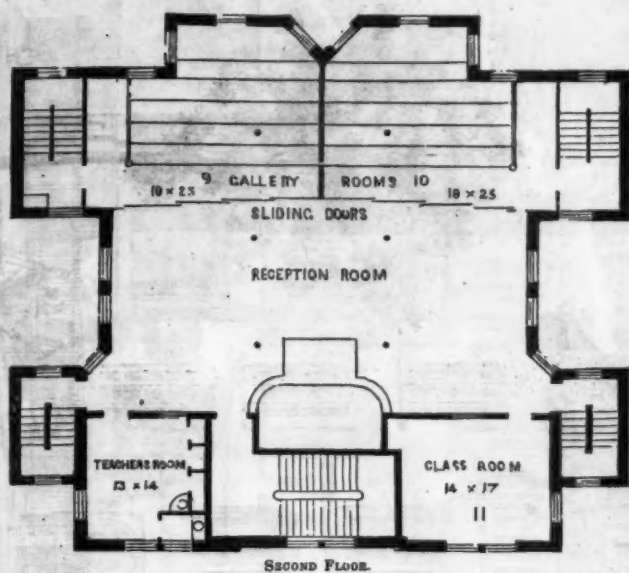 9 GALLERY ROOMS 10
18 × 25 18 × 25
SLIDING DOORS
RECEPTION ROOM
TEACHERS ROOM
13 × 14
CLASS ROOM
14 × 17
11
SECOND FLOOR.